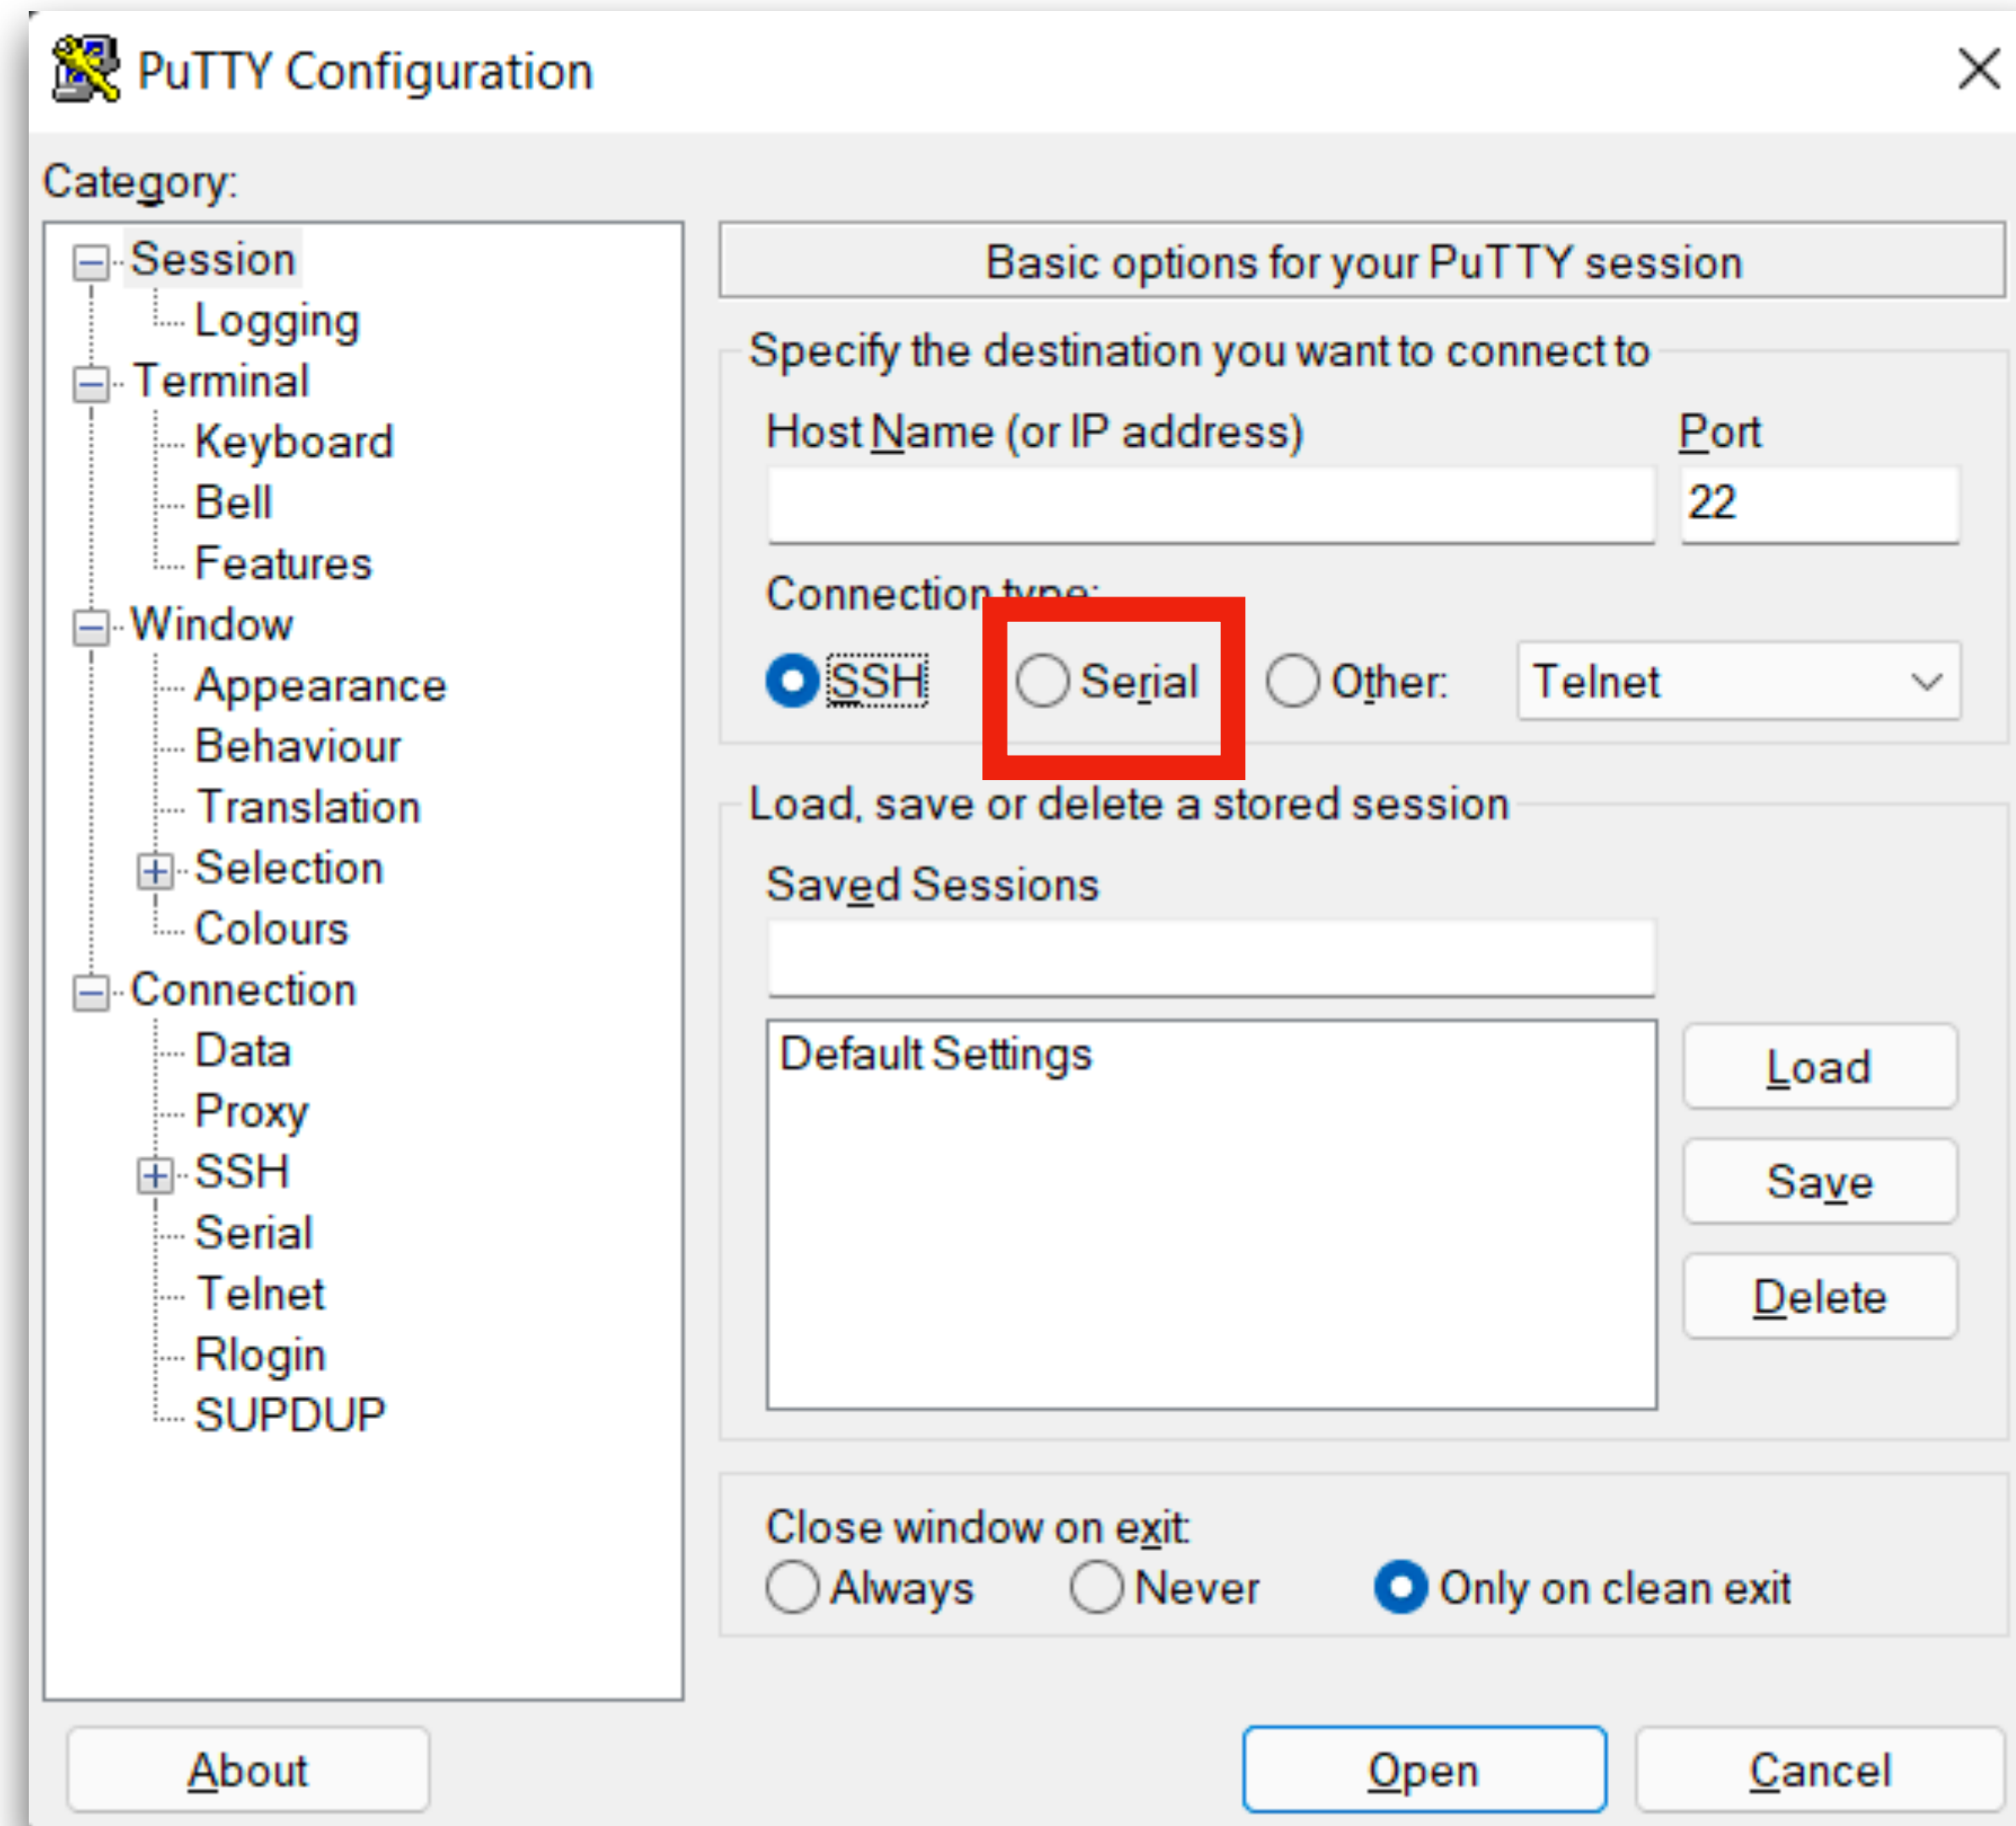 PuTTY Configuration
Category:
Session
Logging
Terminal
Keyboard
Bell
Features
Window
Appearance
Behaviour
Translation
Selection
Colours
Connection
Data
Proxy
SSH
Serial
Telnet
Rlogin
SUPDUP
Basic options for your PuTTY session
Specify the destination you want to connect to
Host Name (or IP address) Port
22
Connection type:
SSH Serial Other: Telnet
Load, save or delete a stored session
Saved Sessions
Default Settings
Load
Save
Delete
Close window on exit:
Always Never Only on clean exit
About Open Cancel